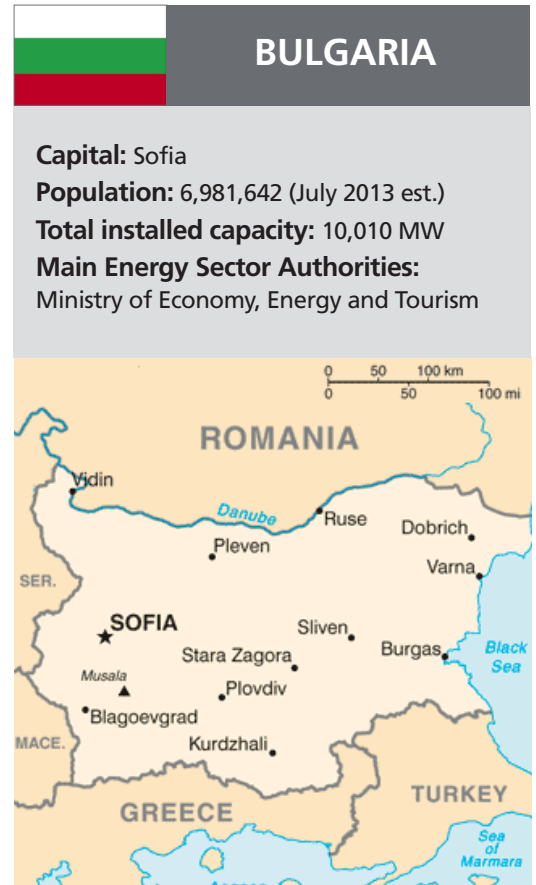 BULGARIA
Capital: Sofia
Population: 6,981,642 (July 2013 est.)
Total installed capacity: 10,010 MW
Main Energy Sector Authorities:
Ministry of Economy, Energy and Tourism
0 50 100 km
0 50 100 mi
ROMANIA
Vidin
Danube
Ruse
Dobrich
Pleven
Varna
SER.
SOFIA
Sliven
Burgas
Black
Sea
Stara Zagora
Musala
Plovdiv
Blagoevgrad
MACE.
Kurdzhali
TURKEY
GREECE
Sea
of
Marmara